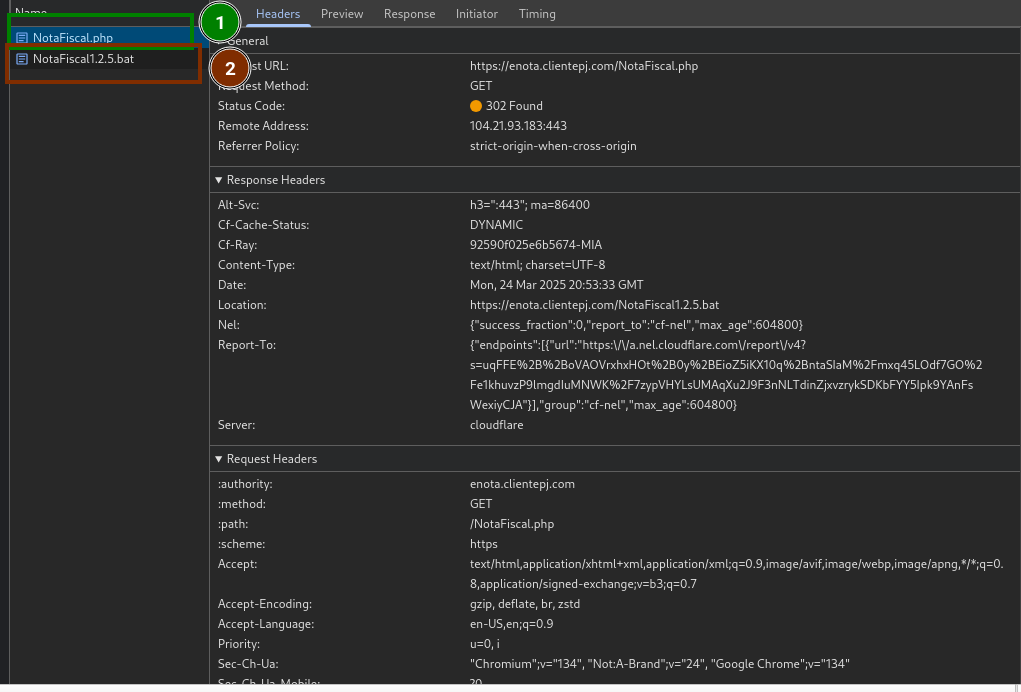 Name
NotaFiscal.php
NotaFiscal1.2.5.bat
1
2
Headers Preview Response Initiator Timing
General
st URL: https://enota.clientepj.com/NotaFiscal.php
equest Method: GET
Status Code: 302 Found
Remote Address: 104.21.93.183:443
Referrer Policy: strict-origin-when-cross-origin
Response Headers
Alt-Svc: h3=":443"; ma=86400
Cf-Cache-Status: DYNAMIC
Cf-Ray: 92590f025e6b5674-MIA
Content-Type: text/html; charset=UTF-8
Date: Mon, 24 Mar 2025 20:53:33 GMT
Location: https://enota.clientepj.com/NotaFiscal1.2.5.bat
Nel: {"success_fraction":0,"report_to":"cf-nel","max_age":604800}
Report-To: {"endpoints":[{"url":"https:\/\/a.nel.cloudflare.com\/report\/v4?
s=uqFFE%2B%2BoVAOVrxhxHOt%2B0y%2BEioZ5iKX10q%2BntaSIaM%2Fmxq45LOdf7GO%2
Fe1khuvzP9lmgdIuMNWK%2F7zypVHYLsUMAqXu2J9F3nNLTdinZjxvzrykSDKbFYY5Ipk9YAnFs
WexiyCJA"}],"group":"cf-nel","max_age":604800}
Server: cloudflare
Request Headers
:authority: enota.clientepj.com
:method: GET
:path: /NotaFiscal.php
:scheme: https
Accept: text/html,application/xhtml+xml,application/xml;q=0.9,image/avif,image/webp,image/apng,*/*;q=0.
8,application/signed-exchange;v=b3;q=0.7
Accept-Encoding: gzip, deflate, br, zstd
Accept-Language: en-US,en;q=0.9
Priority: u=0, i
Sec-Ch-Ua: "Chromium";v="134", "Not:A-Brand";v="24", "Google Chrome";v="134"
Sec-Ch-Ua-Mobile: ?0